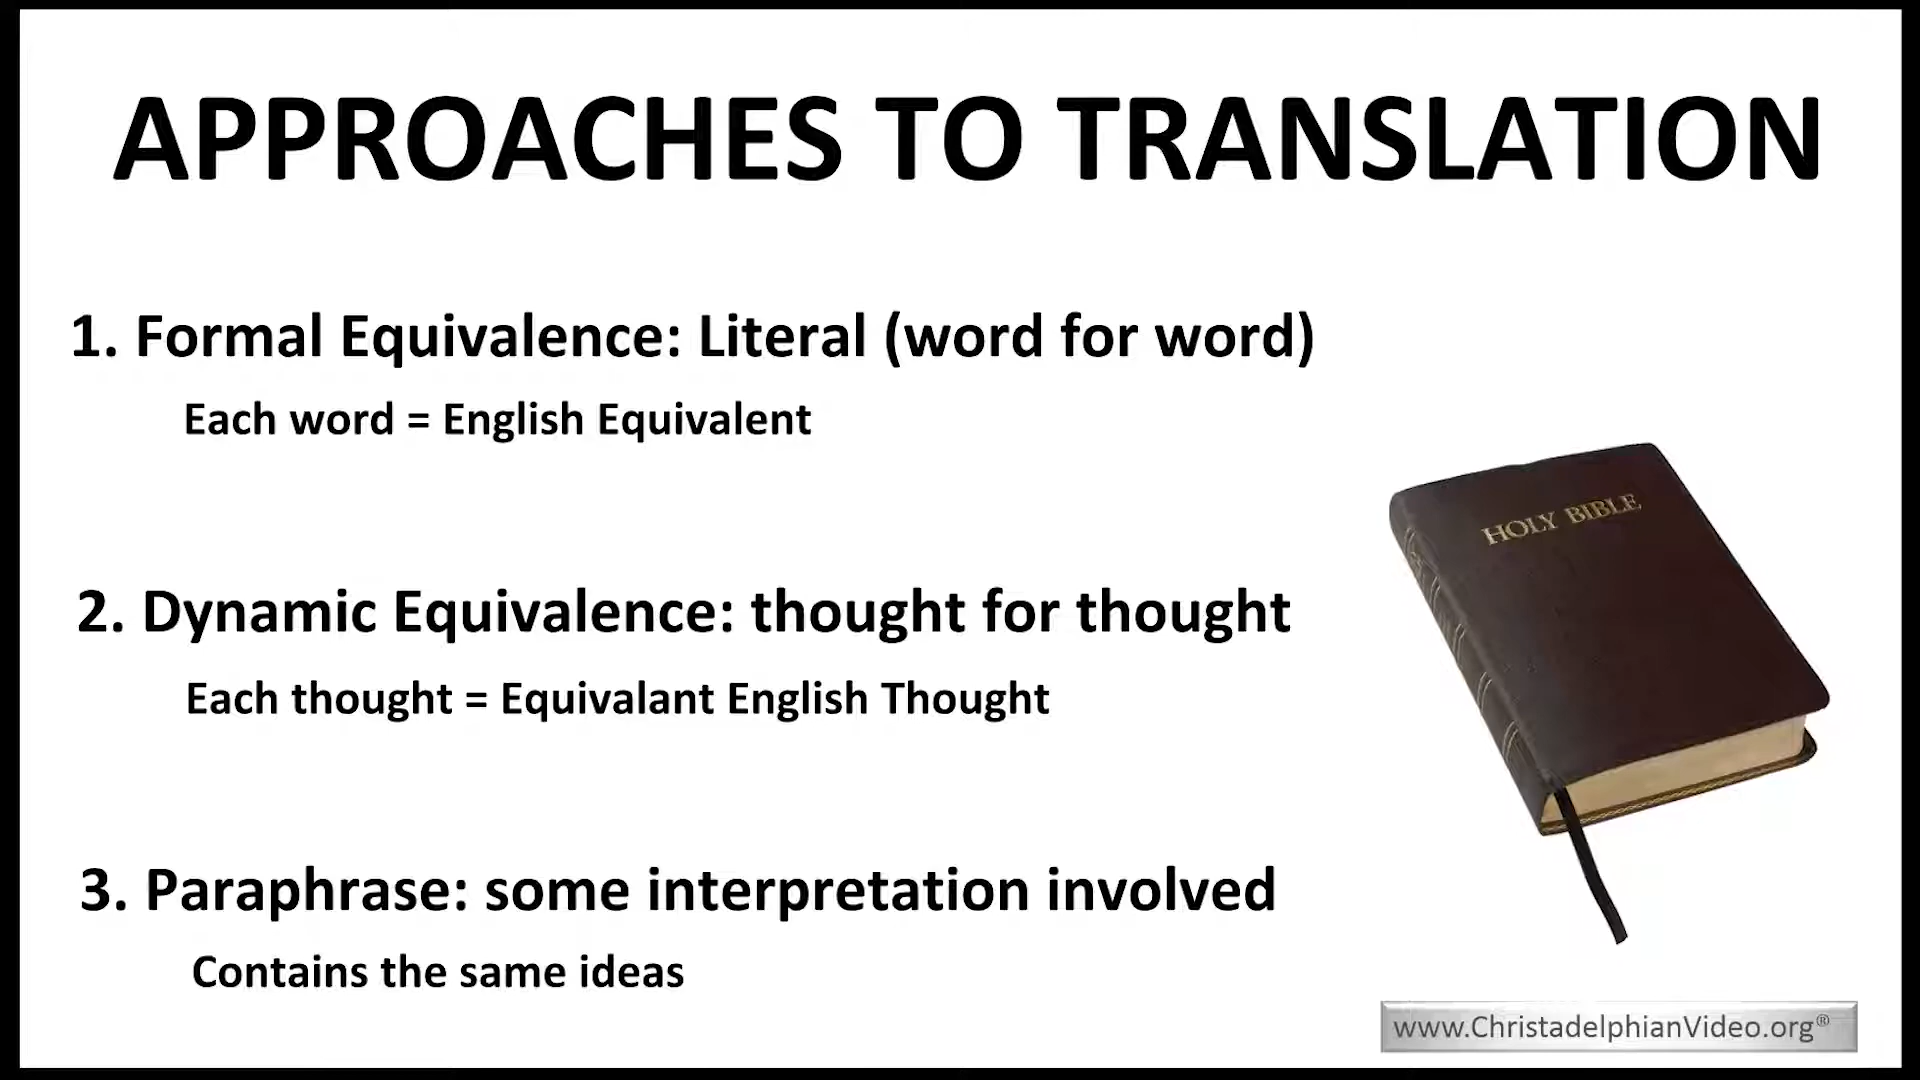 APPROACHES TO TRANSLATION
1. Formal Equivalence: Literal (word for word)
Each word = English Equivalent
HOLY BIBLE
2. Dynamic Equivalence: thought for thought
Each thought = Equivalant English Thought
3. Paraphrase: some interpretation involved
Contains the same ideas
www.ChristadelphianVideo.org®